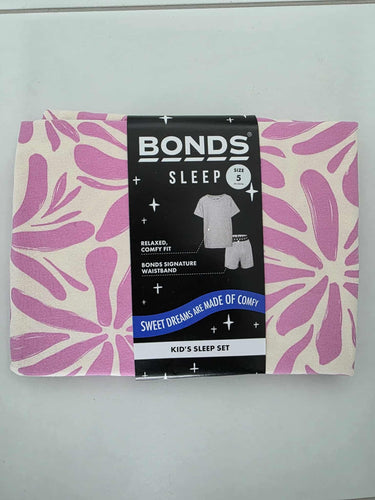 BONDS®
SLEEP
SIZE
5
RELAXED,
COMFY FIT
BONDS SIGNATURE
WAISTBAND
SWEET DREAMS ARE MADE OF COMFY
KID'S SLEEP SET